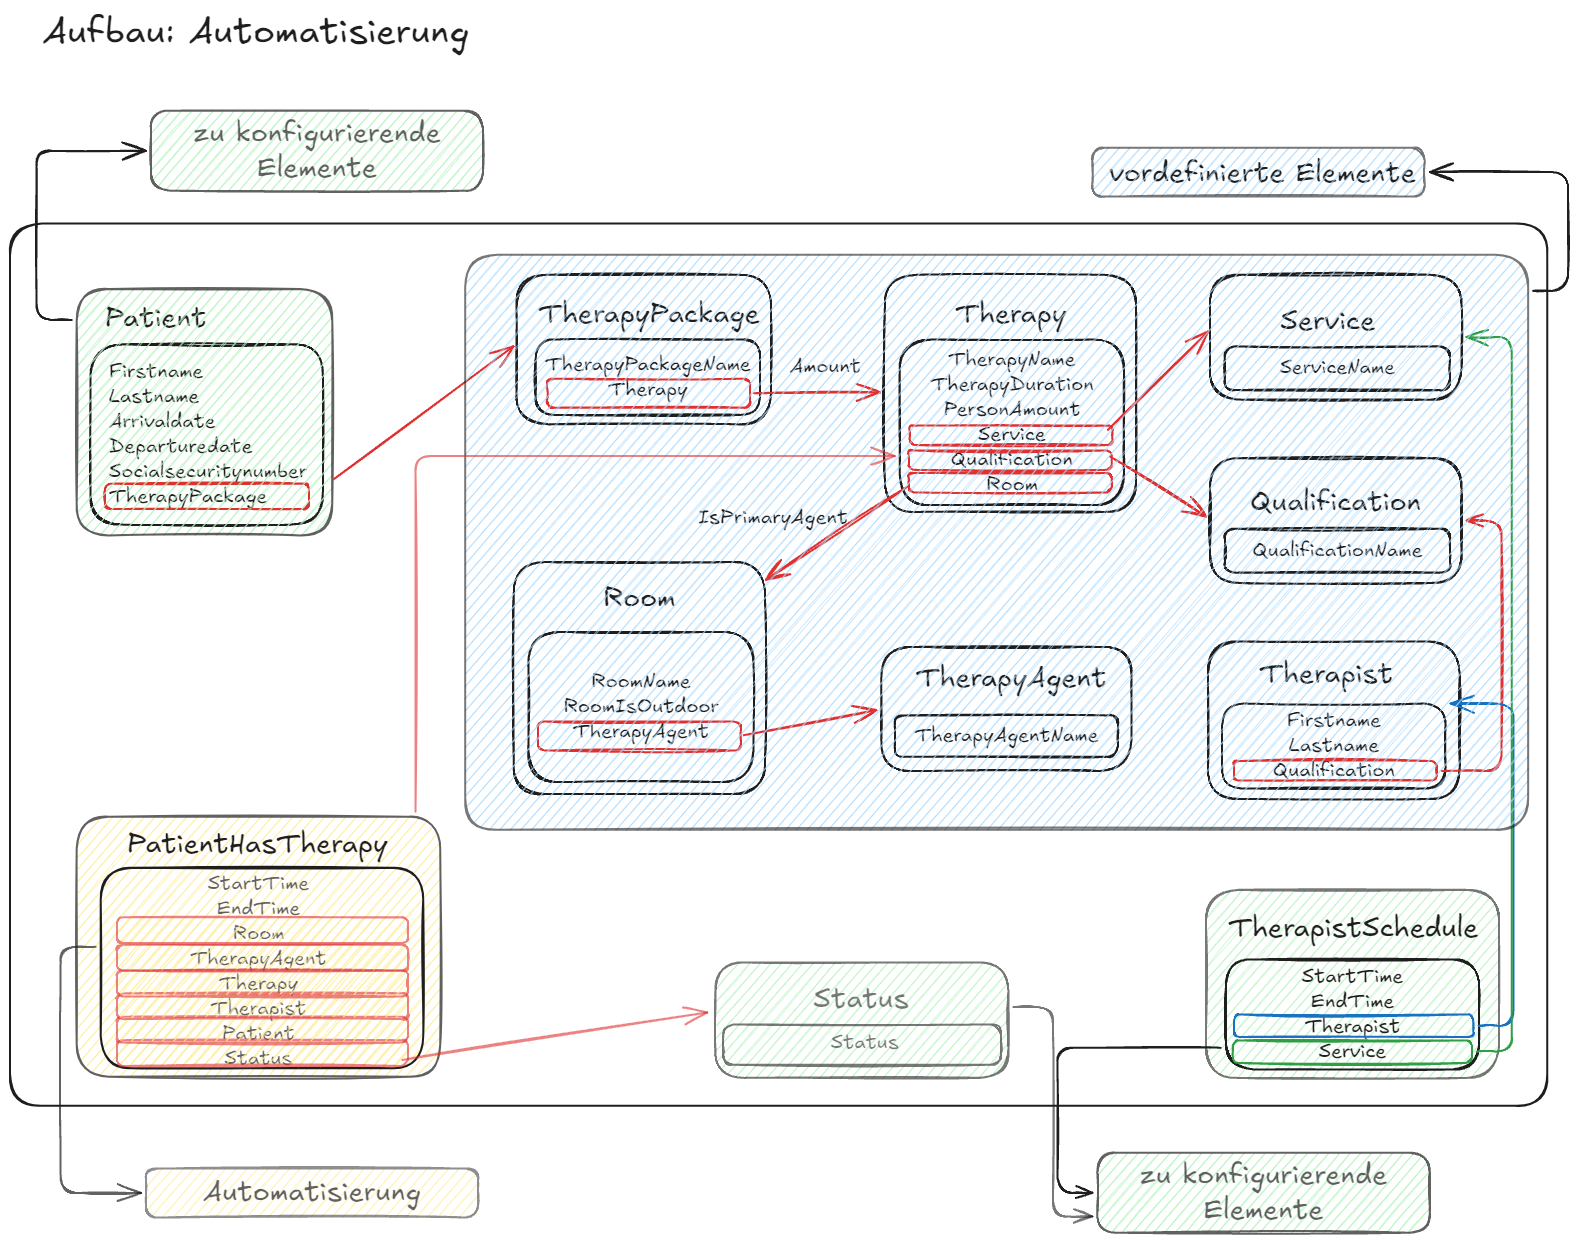 Aufbau: Automatisierung
zu konfigurierende
Elemente
vordefinierte Elemente
Patient
Firstname
Lastname
Arrivaldate
Departuredate
Socialsecuritynumber
TherapyPackage
TherapyPackage
TherapyPackageName
Therapy
Amount
Therapy
TherapyName
TherapyDuration
PersonAmount
Service
Qualification
Room
Service
ServiceName
Qualification
QualificationName
IsPrimaryAgent
Room
RoomName
RoomIsOutdoor
TherapyAgent
TherapyAgent
TherapyAgentName
Therapist
Firstname
Lastname
Qualification
PatientHasTherapy
StartTime
EndTime
Room
TherapyAgent
Therapy
Therapist
Patient
Status
Status
Status
TherapistSchedule
StartTime
EndTime
Therapist
Service
Automatisierung
zu konfigurierende
Elemente